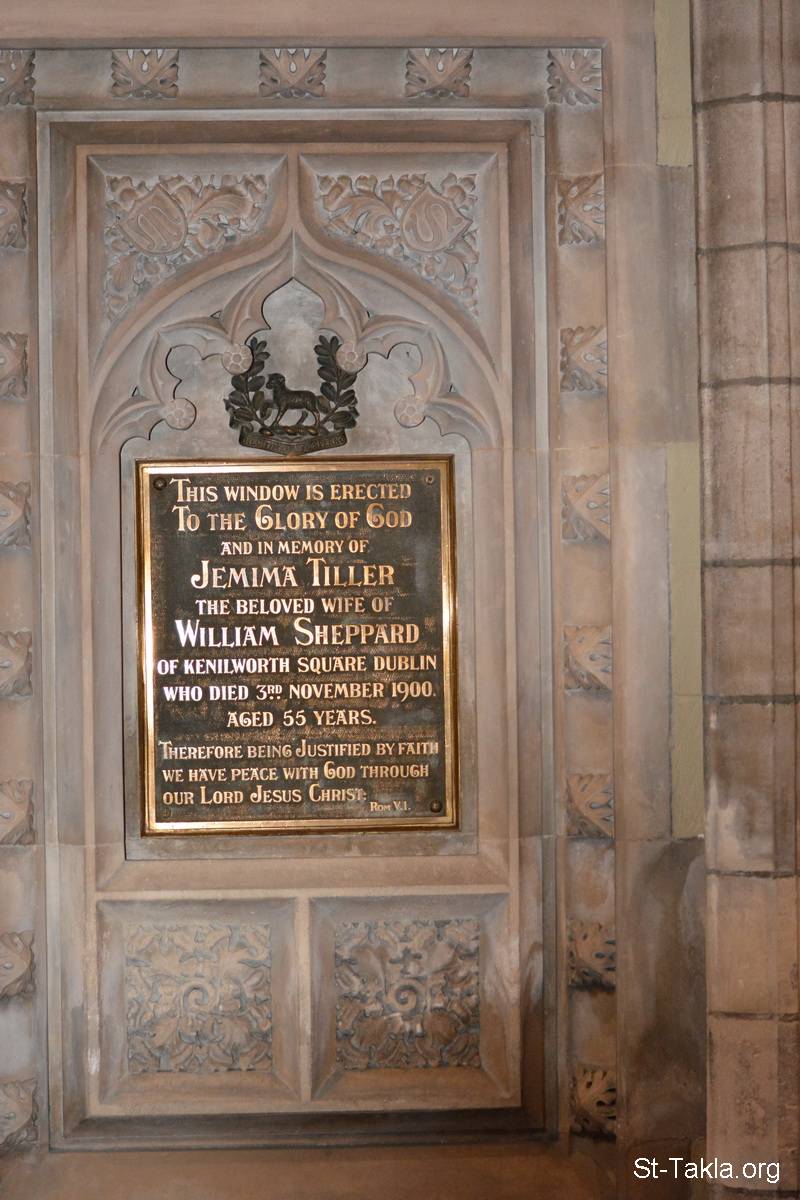 THIS WINDOW IS ERECTED
TO THE GLORY OF GOD
AND IN MEMORY OF
JEMIMA TILLER
THE BELOVED WIFE OF
WILLIAM SHEPPARD
OF KENILWORTH SQUARE DUBLIN
WHO DIED 3RD NOVEMBER 1900.
AGED 55 YEARS.
THEREFORE BEING JUSTIFIED BY FAITH
WE HAVE PEACE WITH GOD THROUGH
OUR LORD JESUS CHRIST:
ROM V.1.
St-Takla.org